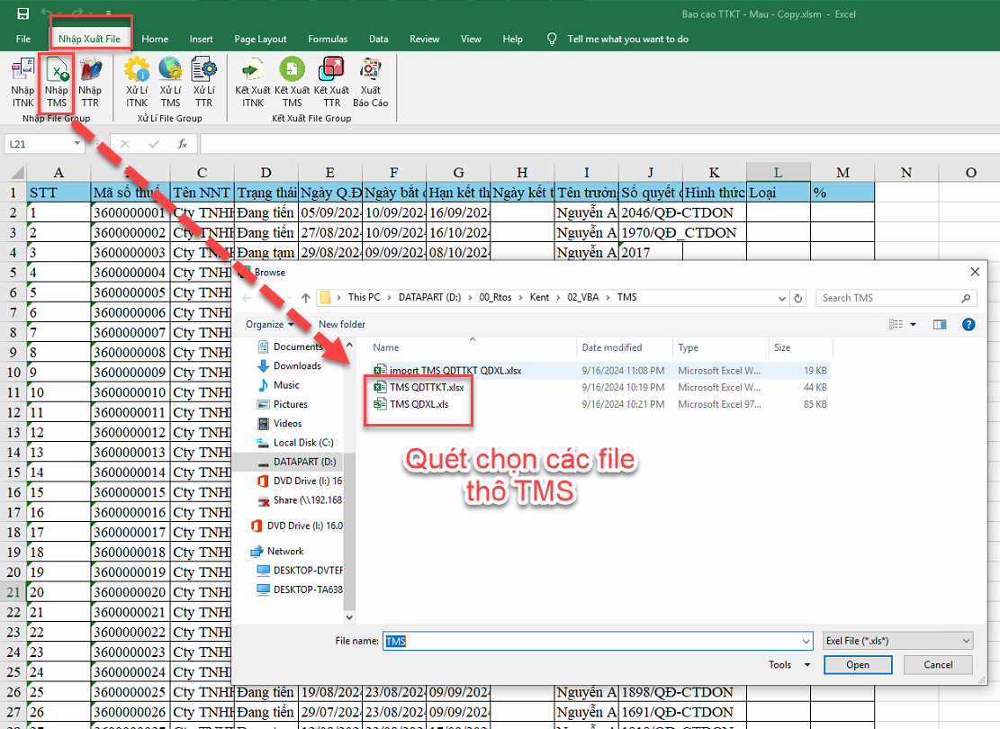 Bao cao TTKT - Mau - Copy.xlsm - Excel
File Nhập Xuất File Home Insert Page Layout Formulas Data Review View Help Tell me what you want to do
Nhập ITNK
Nhập TMS
Nhập TTR
Xử Lí ITNK
Xử Lí TMS
Xử Lí TTR
Kết Xuất ITNK
Kết Xuất TMS
Kết Xuất TTR
Xuất Báo Cáo
Nhập File Group
Xử Lí File Group
Kết Xuất File Group
L21 fx
A C D E F G H I J K L M N O
1 STT Mã số thuế Tên NNT Trạng thái Ngày Q.Đ Ngày bắt Hạn kết th Ngày kết t Tên trưởng Số quyết Hình thức Loại %
2 1 3600000001 Cty TNHH Đang tiến 05/09/2024 10/09/2024 16/09/2024 Nguyễn A 2046/QĐ-CTDON
3 2 3600000002 Cty TNHH Đang tiến 27/08/2024 10/09/2024 16/10/2024 Nguyễn A 1970/QĐ_CTDON
4 3 3600000003 Cty TNHH Đang tạm 29/08/2024 09/09/2024 08/10/2024 Nguyễn A 2017
5 4 3600000004 Cty TNHH
6 5 3600000005 Cty TNHH
7 6 3600000006 Cty TNHH
8 7 3600000007 Cty TNHH
9 8 3600000008 Cty TNHH
10 9 3600000009 Cty TNHH
11 10 3600000010 Cty TNHH
12 11 3600000011 Cty TNHH
13 12 3600000012 Cty TNHH
14 13 3600000013 Cty TNHH
15 14 3600000014 Cty TNHH
16 15 3600000015 Cty TNHH
17 16 3600000016 Cty TNHH
18 17 3600000017 Cty TNHH
19 18 3600000018 Cty TNHH
20 19 3600000019 Cty TNHH
21 20 3600000020 Cty TNHH
22 21 3600000021 Cty TNHH
23 22 3600000022 Cty TNHH
24 23 3600000023 Cty TNHH
25 24 3600000024 Cty TNHH
26 25 3600000025 Cty TNHH Đang tiến 19/08/2024 23/08/2024 09/09/2024 Nguyễn A 1898/QĐ-CTDON
27 26 3600000026 Cty TNHH Đang tiến 29/07/2024 23/08/2024 09/09/2024 Nguyễn A 1691/QĐ-CTDON
Browse
This PC > DATAPART (D:) > 00_Rtos > Kent > 02_VBA > TMS
Search TMS
Organize New folder
Documents
Downloads
Music
Pictures
Videos
Local Disk (C:)
DATAPART (D:)
DVD Drive (I:) 16
Share (\\192.168
DVD Drive (I:) 16.0
Network
DESKTOP-DVTEF
DESKTOP-TA638
Name Date modified Type Size
import TMS QDTTKT QDXL.xlsx 9/16/2024 11:08 PM Microsoft Excel W... 19 KB
TMS QDTTKT.xlsx 9/16/2024 10:19 PM Microsoft Excel W... 44 KB
TMS QDXL.xls 9/16/2024 10:21 PM Microsoft Excel 97... 85 KB
Quét chọn các file
thô TMS
File name: TMS Exel File (*.xls*)
Tools Open Cancel